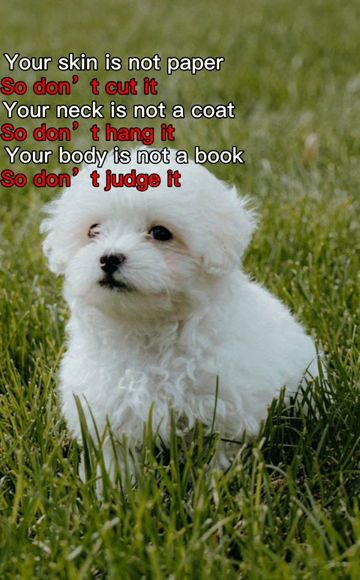 Your skin is not paper
So don’t cut it
Your neck is not a coat
So don’t hang it
Your body is not a book
So don’t judge it